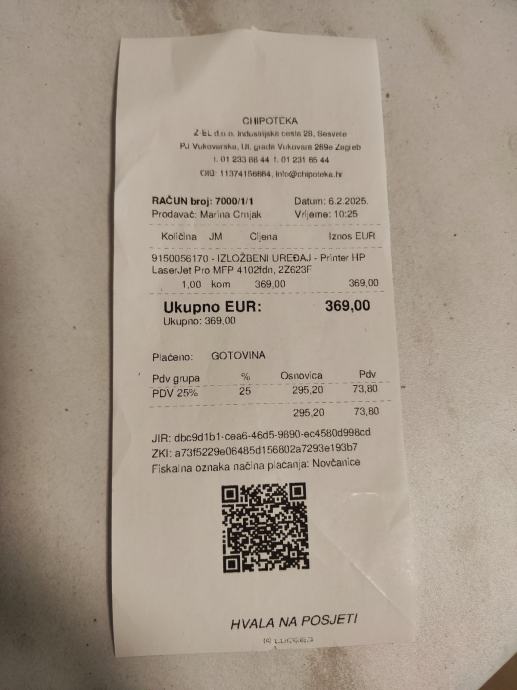 CHIPOTEKA
Z-EL d.o.o. Industrijska cesta 28, Sesvete
PJ Vukovarska, Ul. grada Vukovara 269e Zagreb
t. 01 233 66 44 f. 01 231 65 44
OIB: 11374156664, info@chipoteka.hr
RAČUN broj: 7000/1/1 Datum: 6.2.2025.
Prodavač: Marina Crnjak Vrijeme: 10:25
Količina JM Cijena Iznos EUR
9150056170 - IZLOŽBENI UREĐAJ - Printer HP
LaserJet Pro MFP 4102fdn, 2Z623F
1,00 kom 369,00 369,00
Ukupno EUR: 369,00
Ukupno: 369,00
Plaćeno: GOTOVINA
Pdv grupa % Osnovica Pdv
PDV 25% 25 295,20 73,80
295,20 73,80
JIR: dbc9d1b1-cea6-46d5-9890-ec4580d998cd
ZKI: a73f5229e06485d156802a7293e193b7
Fiskalna oznaka načina plaćanja: Novčanice
HVALA NA POSJETI